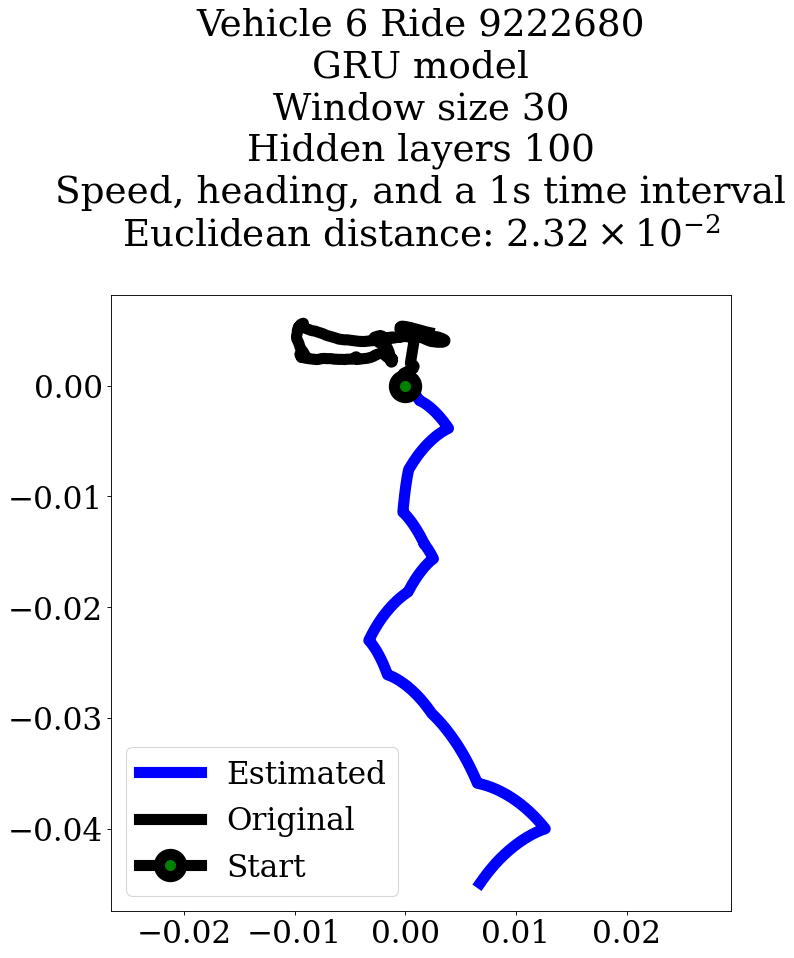 Vehicle 6 Ride 9222680
GRU model
Window size 30
Hidden layers 100
Speed, heading, and a 1s time interval
Euclidean distance: 2.32 × 10⁻²
0.00
−0.01
−0.02
−0.03
−0.04
Estimated
Original
Start
−0.02 −0.01 0.00 0.01 0.02